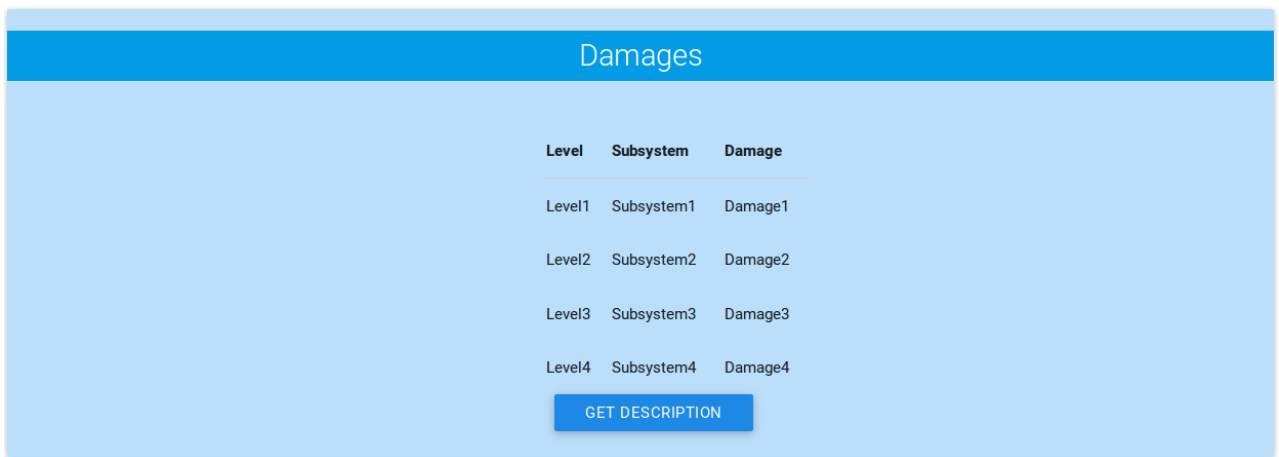 Damages
Level Subsystem Damage
Level1 Subsystem1 Damage1
Level2 Subsystem2 Damage2
Level3 Subsystem3 Damage3
Level4 Subsystem4 Damage4
GET DESCRIPTION